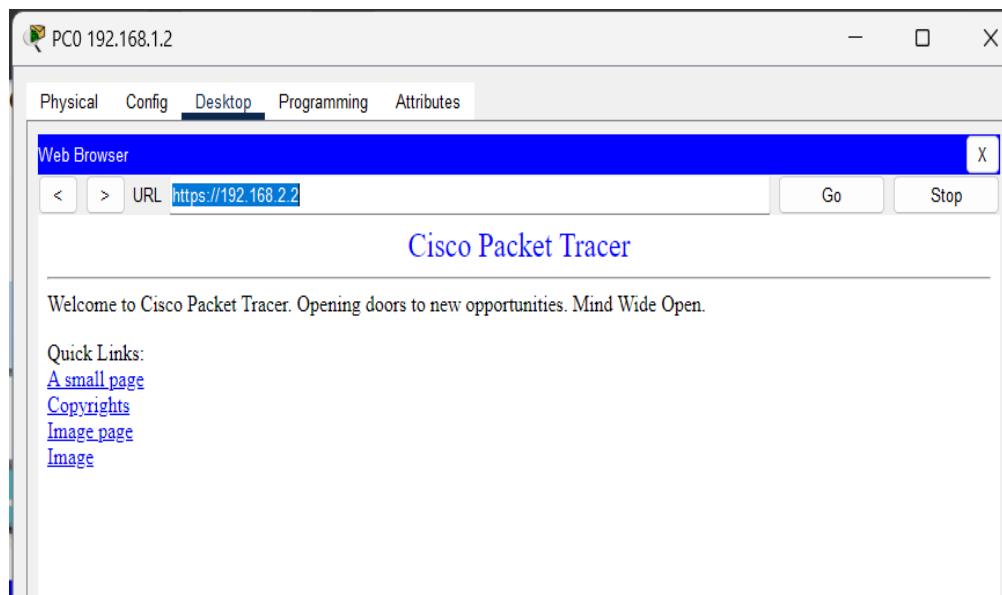 PC0 192.168.1.2
Physical Config Desktop Programming Attributes
Web Browser X
< > URL https://192.168.2.2 Go Stop
Cisco Packet Tracer
Welcome to Cisco Packet Tracer. Opening doors to new opportunities. Mind Wide Open.
Quick Links:
A small page
Copyrights
Image page
Image